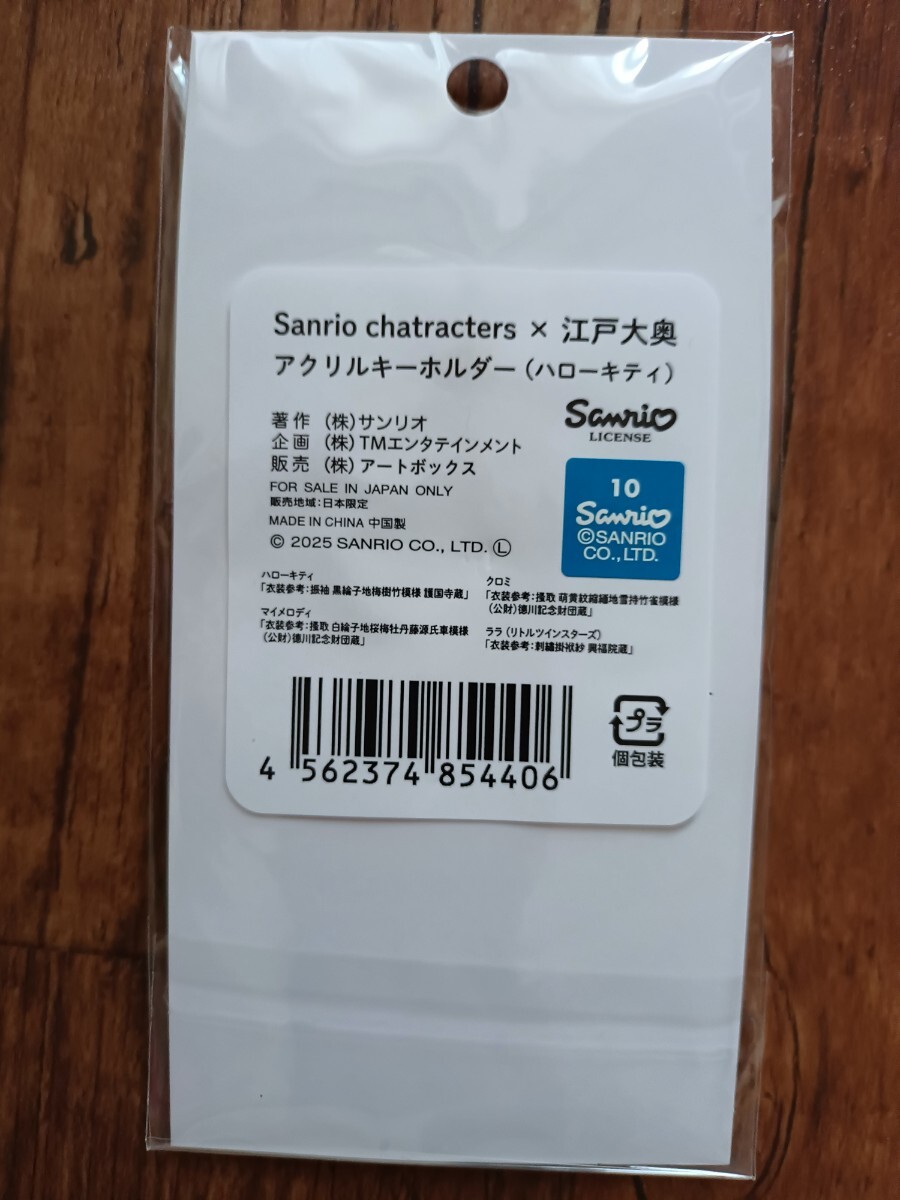 Sanrio chatracters × 江戸大奥
アクリルキーホルダー（ハローキティ）
著作 （株）サンリオ
企画 （株）TMエンタテインメント
販売 （株）アートボックス
FOR SALE IN JAPAN ONLY
販売地域：日本限定
MADE IN CHINA 中国製
© 2025 SANRIO CO., LTD. Ⓛ
Sanrio
LICENSE
10
Sanrio
©SANRIO
CO., LTD.
ハローキティ
「衣装参考：振袖 黒綸子地梅樹竹模様 護国寺蔵」
マイメロディ
「衣装参考：掻取 白綸子地桜梅牡丹藤源氏車模様
（公財）德川記念財団蔵」
クロミ
「衣装参考：掻取 萌黄紋縮緬地雪持竹雀模様
（公財）德川記念財団蔵」
ララ（リトルツインスターズ）
「衣装参考：刺繡掛袱紗 興福院蔵」
4 562374 854406
プラ
個包装